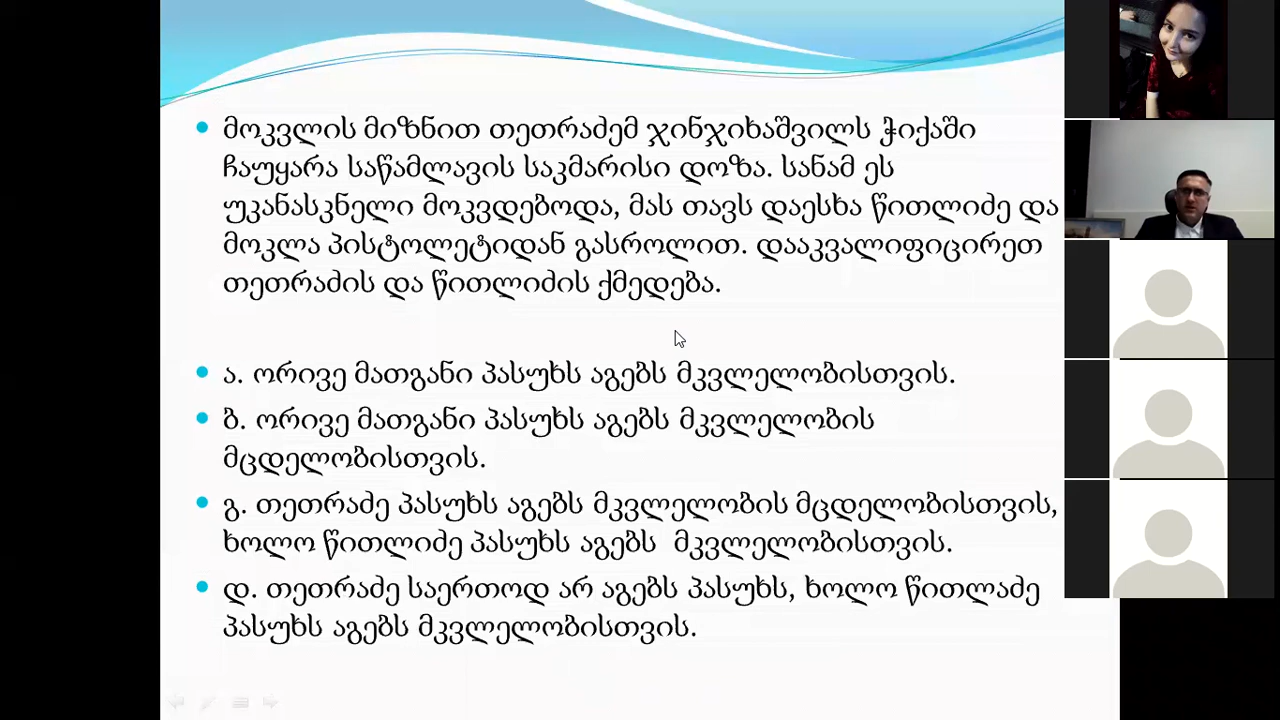 მოკვლის მიზნით თეთრაძემ ჯინჯიხაშვილს ჭიქაში
ჩაუყარა საწამლავის საკმარისი დოზა. სანამ ეს
უკანასკნელი მოკვდებოდა, მას თავს დაესხა წითლიძე და
მოკლა პისტოლეტიდან გასროლით. დააკვალიფიცირეთ
თეთრაძის და წითლიძის ქმედება.
ა. ორივე მათგანი პასუხს აგებს მკვლელობისთვის.
ბ. ორივე მათგანი პასუხს აგებს მკვლელობის
მცდელობისთვის.
გ. თეთრაძე პასუხს აგებს მკვლელობის მცდელობისთვის,
ხოლო წითლიძე პასუხს აგებს მკვლელობისთვის.
დ. თეთრაძე საერთოდ არ აგებს პასუხს, ხოლო წითლაძე
პასუხს აგებს მკვლელობისთვის.